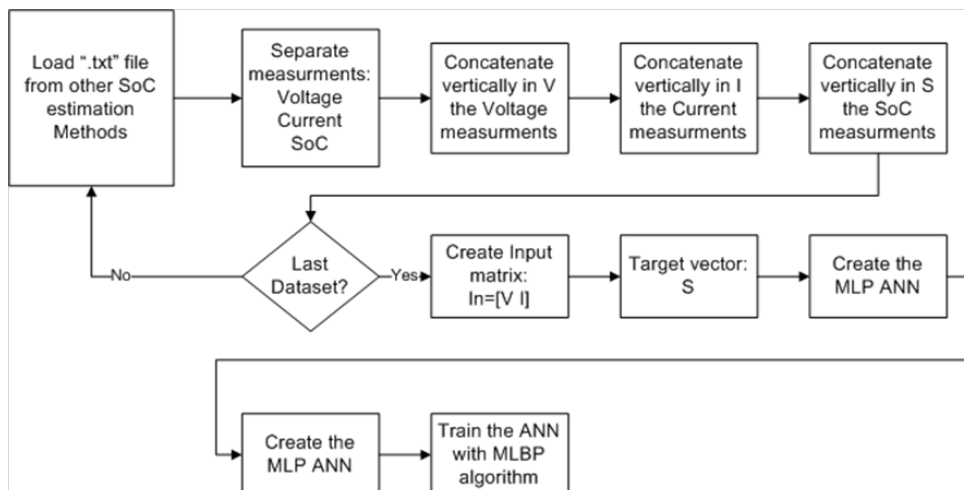 Load ".txt" file
from other SoC
estimation
Methods
Separate
measurments:
Voltage
Current
SoC
Concatenate
vertically in V
the Voltage
measurments
Concatenate
vertically in I
the Current
measurments
Concatenate
vertically in S
the SoC
measurments
No
Last
Dataset?
Yes
Create Input
matrix:
In=[V I]
Target vector:
S
Create the
MLP ANN
Create the
MLP ANN
Train the ANN
with MLBP
algorithm